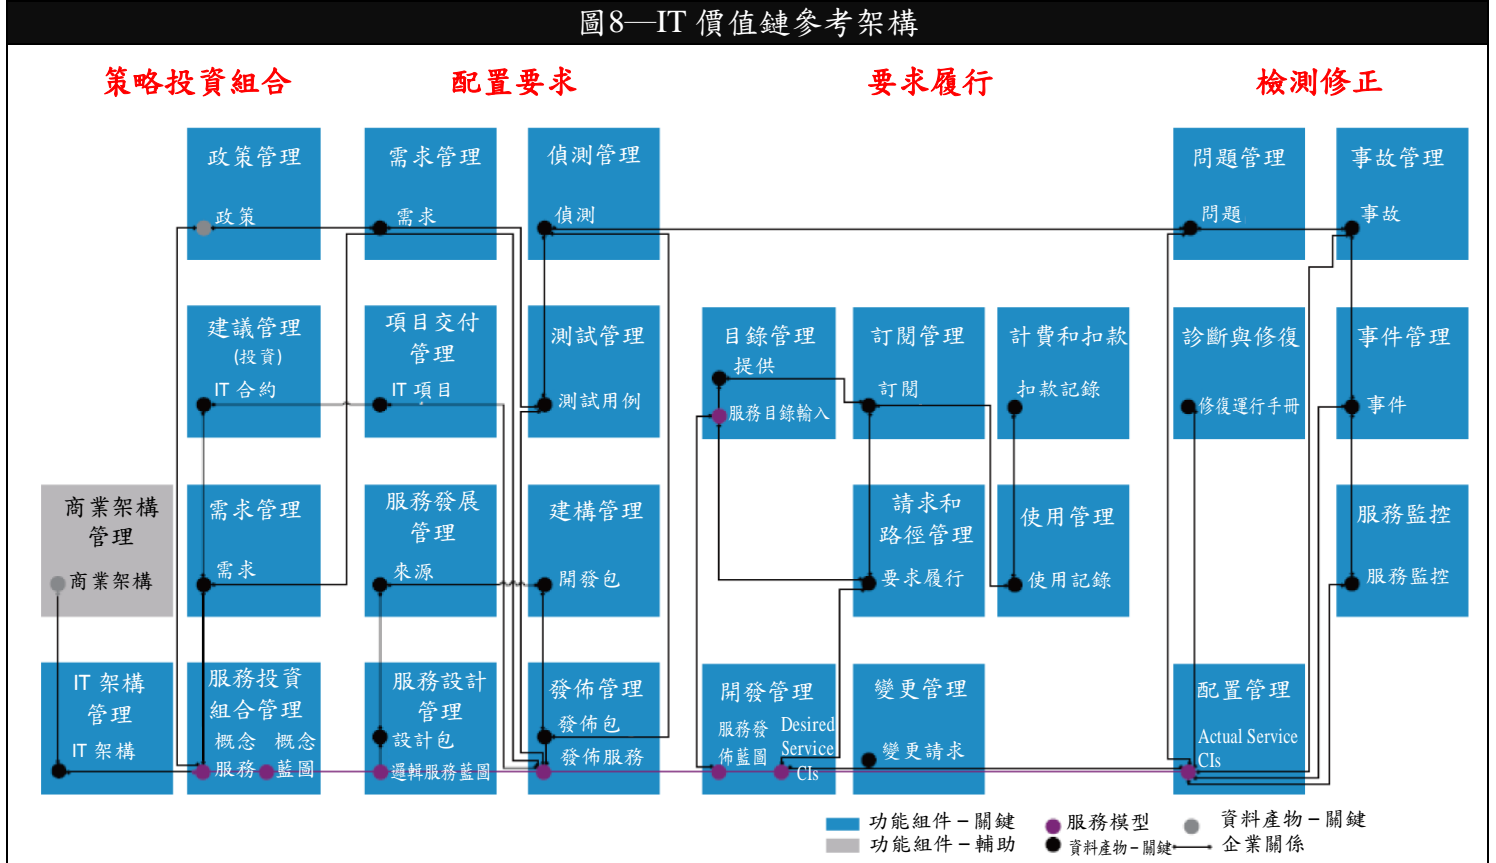 圖8—IT 價值鏈參考架構
策略投資組合
配置要求
要求履行
檢測修正
政策管理
政策
需求管理
需求
偵測管理
偵測
問題管理
問題
事故管理
事故
建議管理
(投資)
IT 合約
項目交付
管理
IT 項目
測試管理
測試用例
目錄管理
提供
服務目錄輸入
訂閱管理
訂閱
計費和扣款
扣款記錄
診斷與修復
修復運行手冊
事件管理
事件
商業架構
管理
商業架構
需求管理
需求
服務發展
管理
來源
建構管理
開發包
請求和
路徑管理
要求履行
使用管理
使用記錄
服務監控
服務監控
IT 架構
管理
IT 架構
服務投資
組合管理
概念 概念
服務 藍圖
服務設計
管理
設計包
邏輯服務藍圖
發佈管理
發佈包
發佈服務
開發管理
服務發
佈藍圖
Desired
Service
CIs
變更管理
變更請求
配置管理
Actual Service
CIs
功能組件－關鍵
功能組件－輔助
服務模型
資料產物－關鍵
資料產物－關鍵
企業關係